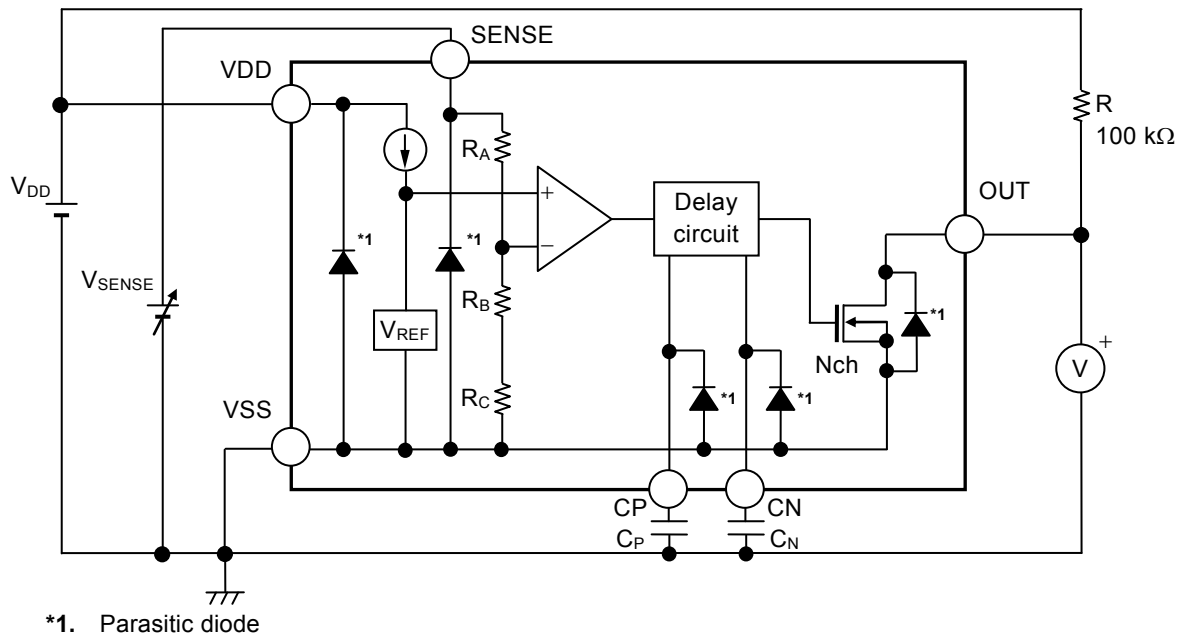 SENSE
VDD
R
100 kΩ
VDD
RA
+
−
Delay
circuit
OUT
*1
*1
VSENSE
RB
VREF
*1
Nch
+
V
RC
*1
*1
VSS
CP
CN
CP
CN
*1. Parasitic diode